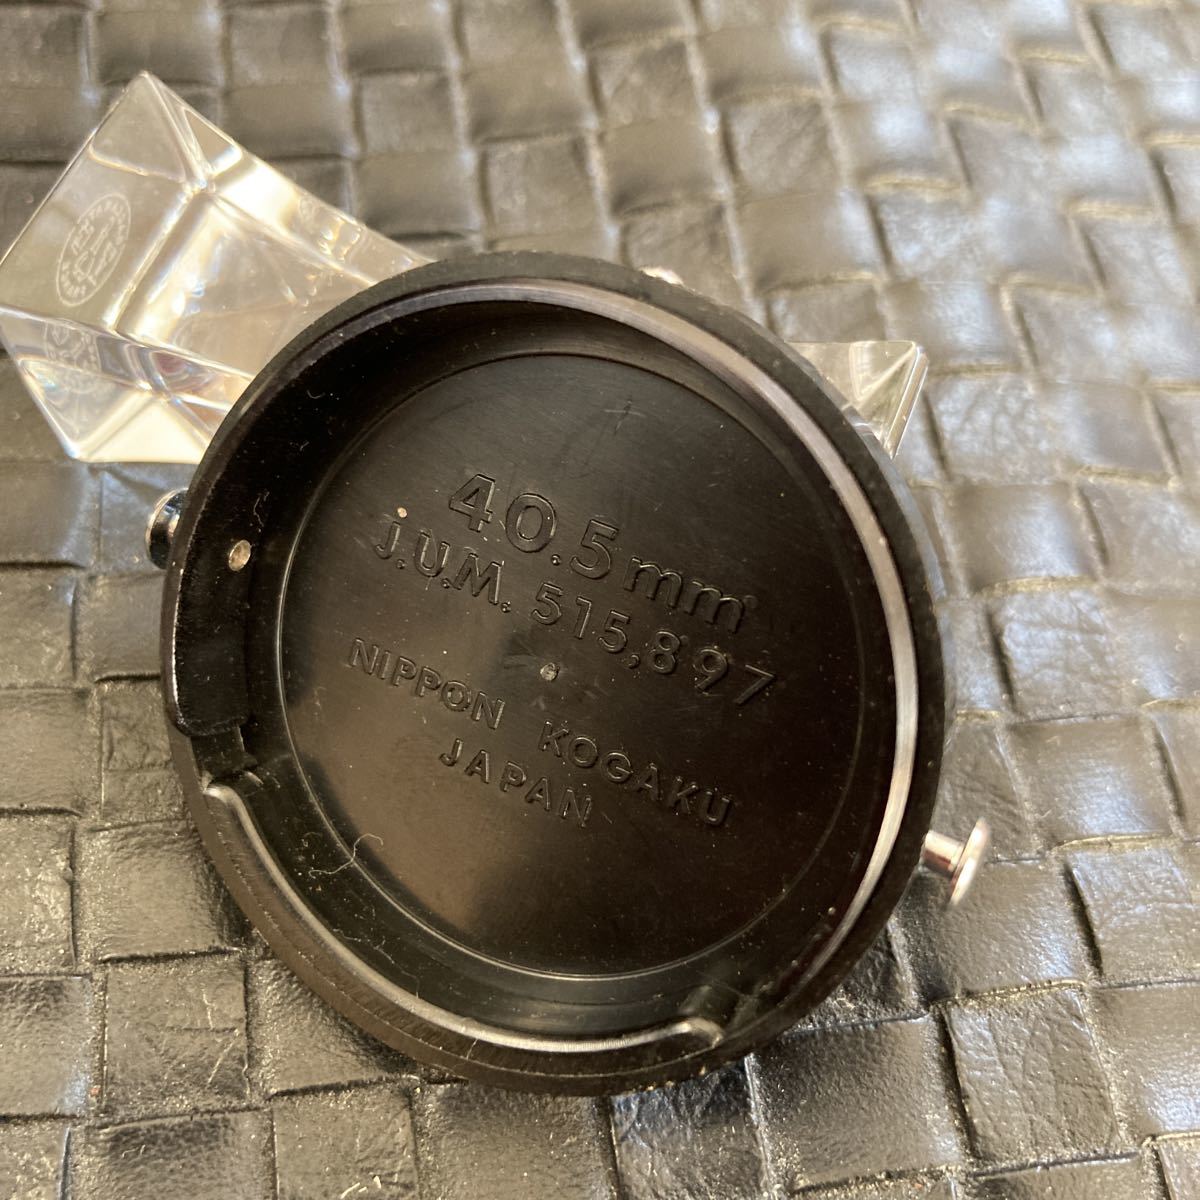 40.5mm
J.U.M. 515,897
NIPPON KOGAKU
JAPAN